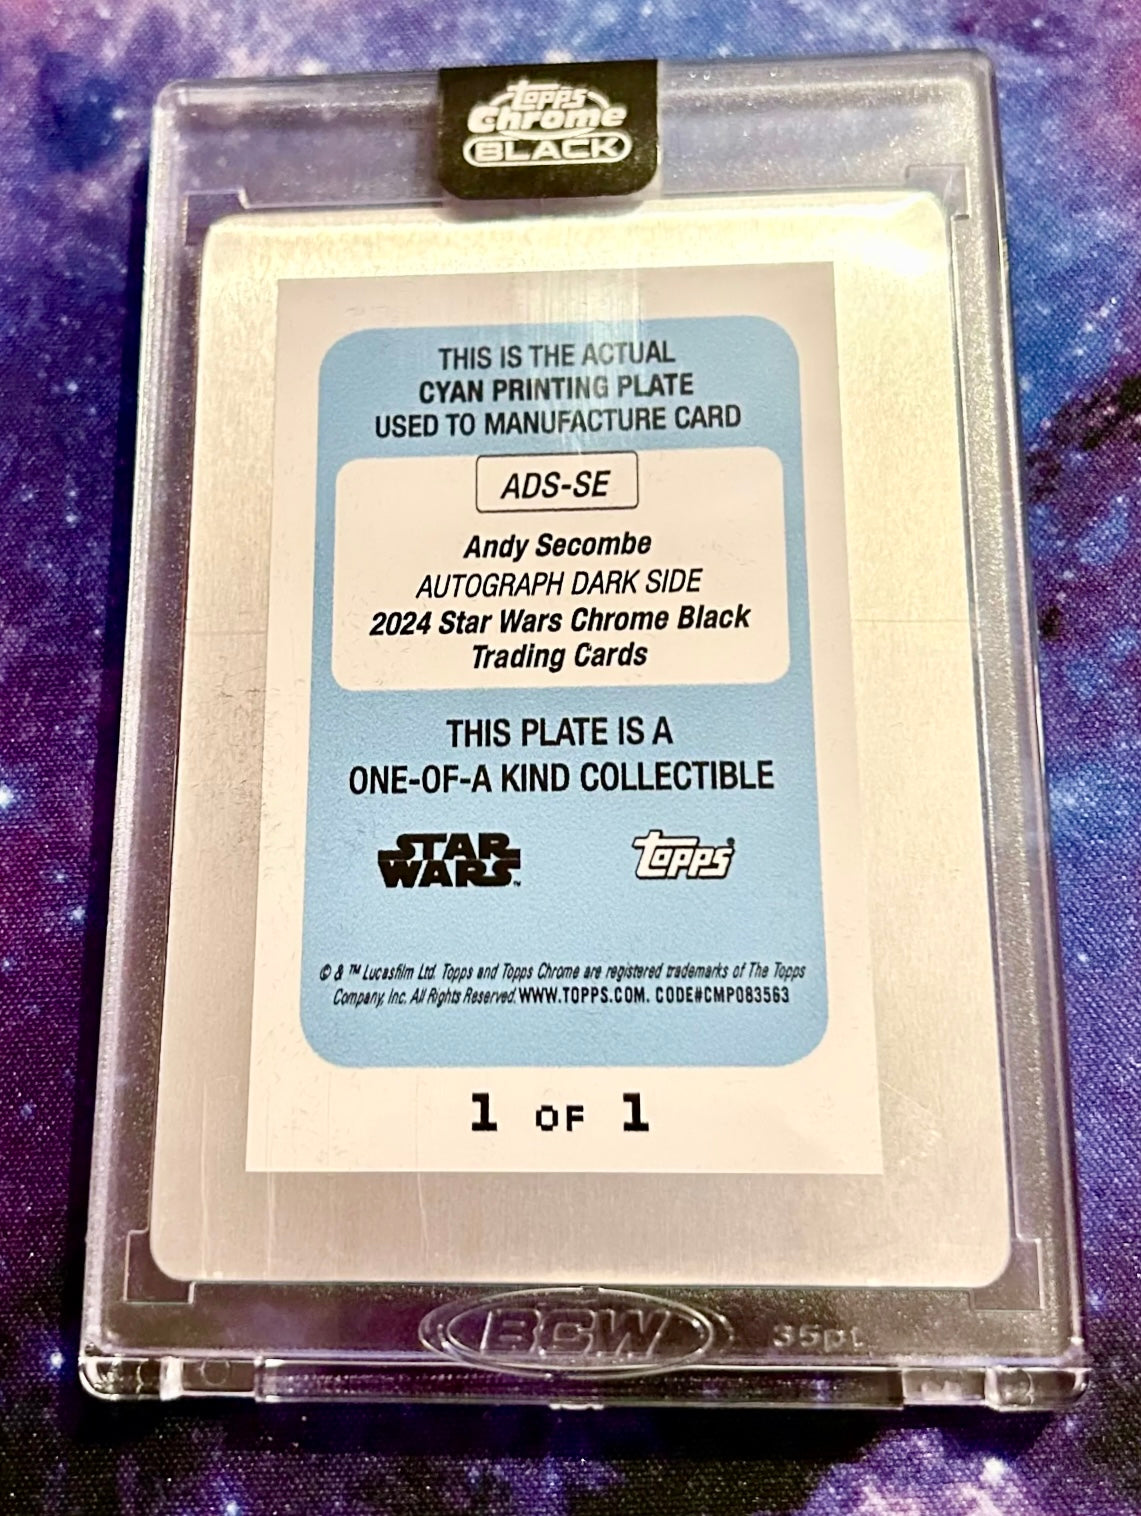 Topps
Chrome
BLACK
THIS IS THE ACTUAL
CYAN PRINTING PLATE
USED TO MANUFACTURE CARD
ADS-SE
Andy Secombe
AUTOGRAPH DARK SIDE
2024 Star Wars Chrome Black
Trading Cards
THIS PLATE IS A
ONE-OF-A KIND COLLECTIBLE
STAR WARS™ Topps®
© & ™ Lucasfilm Ltd. Topps and Topps Chrome are registered trademarks of The Topps
Company, Inc. All Rights Reserved. WWW.TOPPS.COM. CODE#CMP083563
1 OF 1
BCW 35pt.